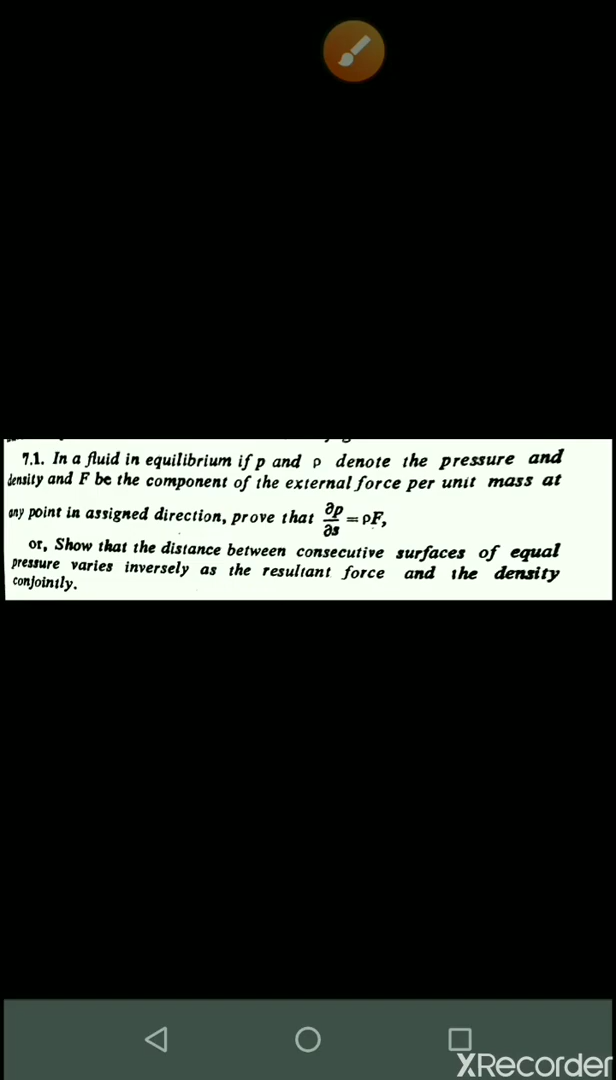 7.1. In a fluid in equilibrium if p and ρ denote the pressure and
density and F be the component of the external force per unit mass at
any point in assigned direction, prove that ∂p/∂s = ρF,
or, Show that the distance between consecutive surfaces of equal
pressure varies inversely as the resultant force and the density
conjointly.
XRecorder